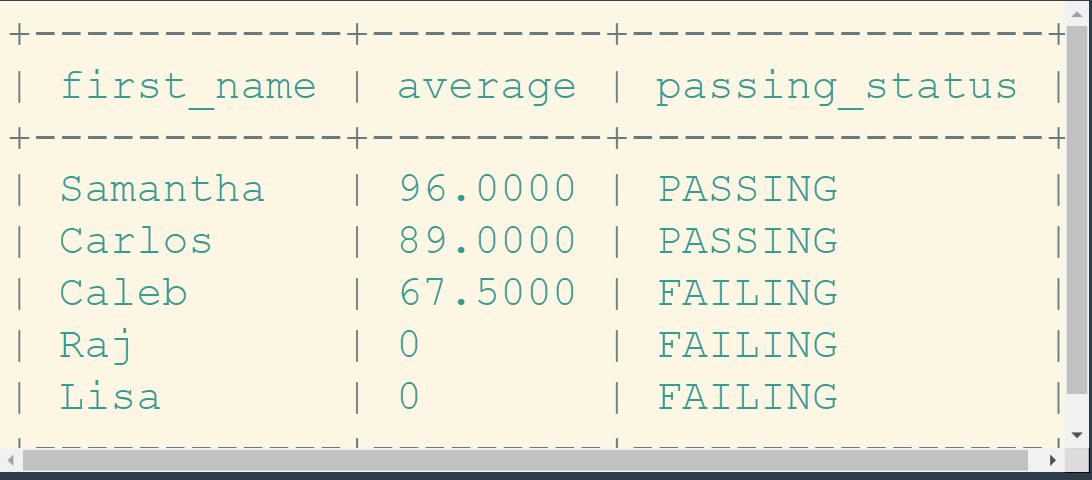 +------------+---------+----------------+
| first_name | average | passing_status |
+------------+---------+----------------+
| Samantha   | 96.0000 | PASSING        |
| Carlos     | 89.0000 | PASSING        |
| Caleb      | 67.5000 | FAILING        |
| Raj        | 0       | FAILING        |
| Lisa       | 0       | FAILING        |
+------------+---------+----------------+